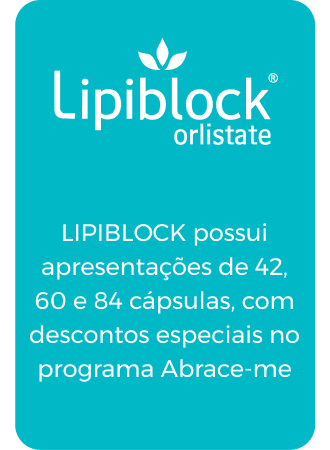 Lipiblock®
orlistate
LIPIBLOCK possui
apresentações de 42,
60 e 84 cápsulas, com
descontos especiais no
programa Abrace-me